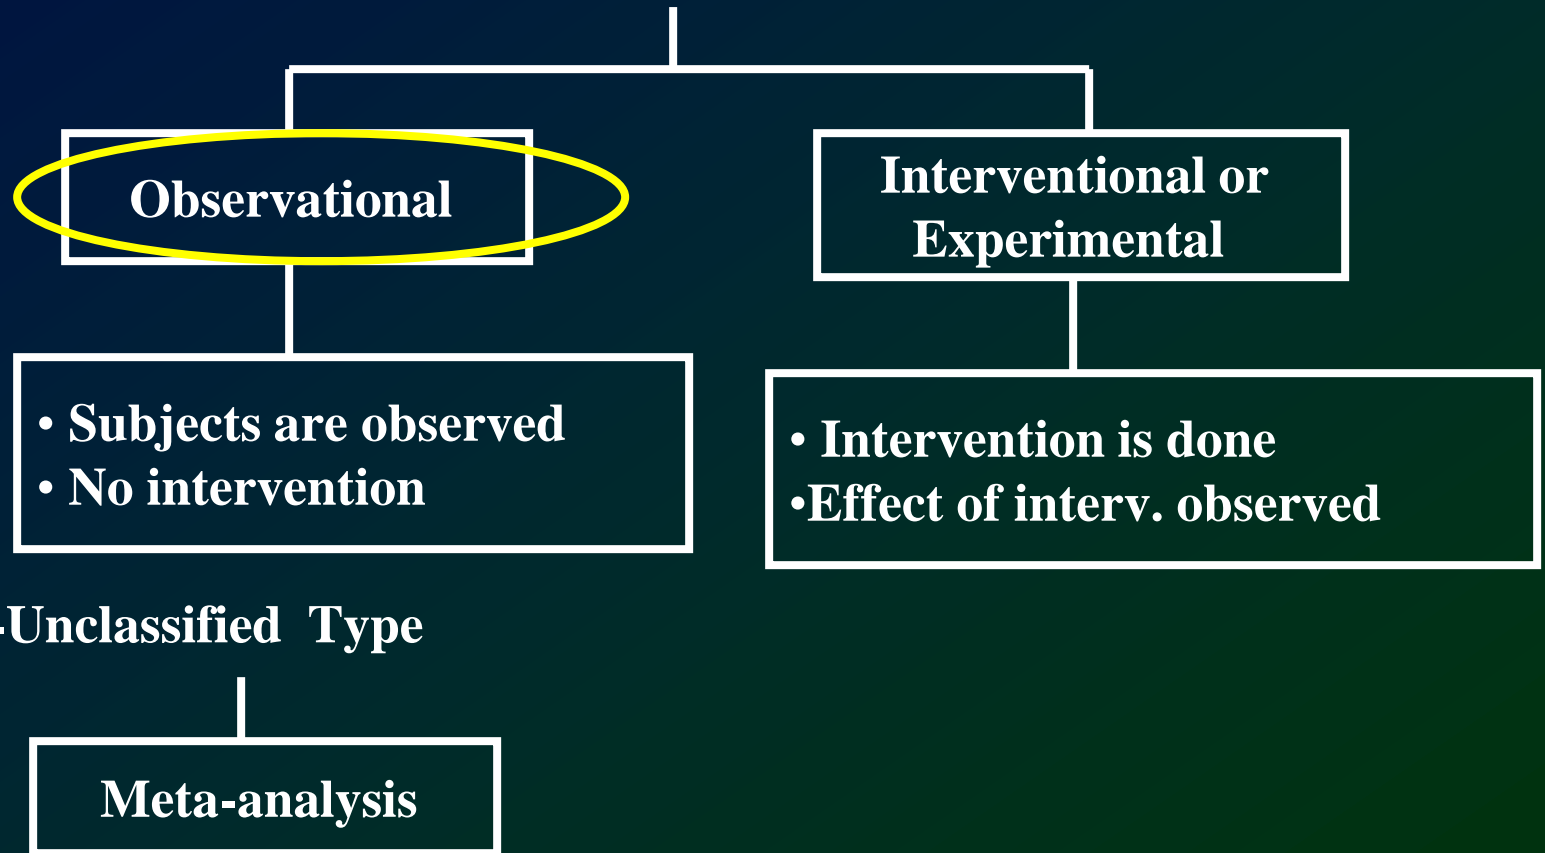 Observational
Interventional or
Experimental
• Subjects are observed
• No intervention
• Intervention is done
•Effect of interv. observed
-Unclassified Type
Meta-analysis